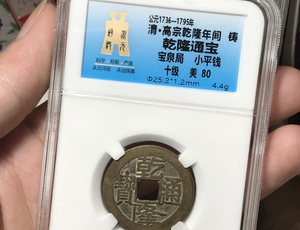 公元1736—1795年
清·高宗乾隆年间 铸
乾隆通宝
宝泉局 小平钱
十级 美 80
Φ25.2*1.2mm 4.4g
乾隆通寶